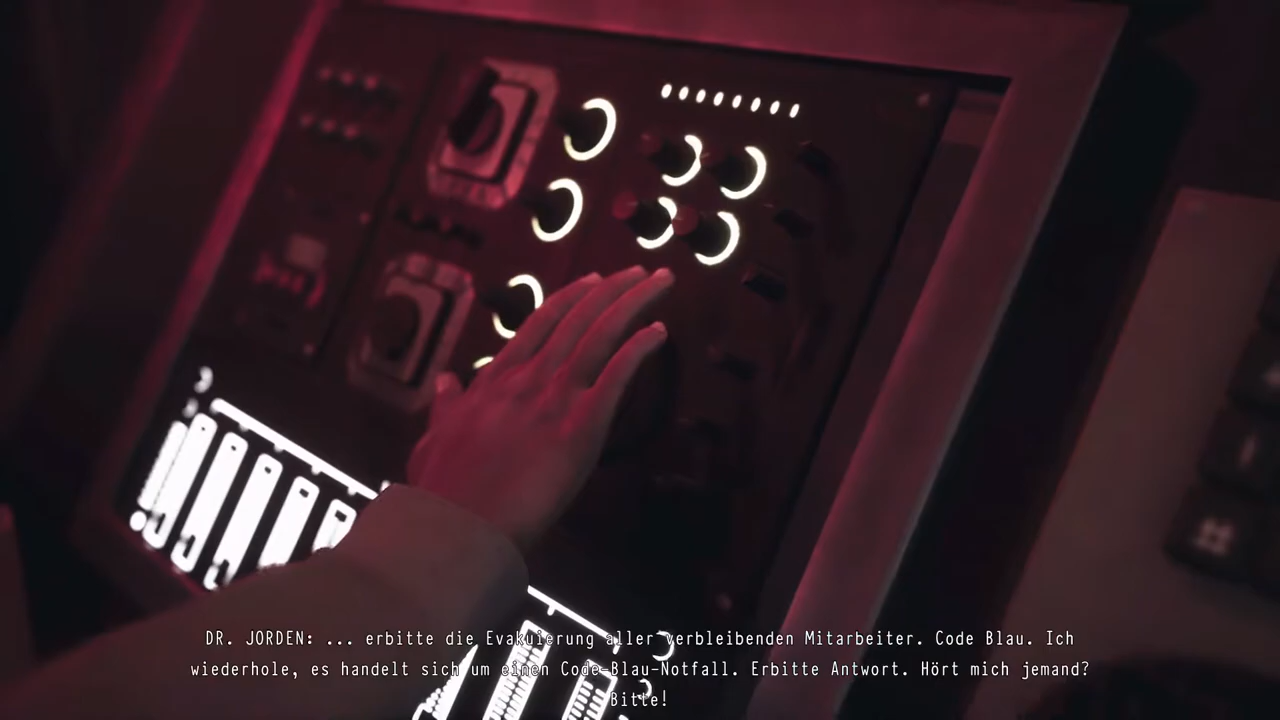 DR. JORDEN: ... erbitte die Evakuierung aller verbleibenden Mitarbeiter. Code Blau. Ich
wiederhole, es handelt sich um einen Code-Blau-Notfall. Erbitte Antwort. Hört mich jemand?
Bitte!